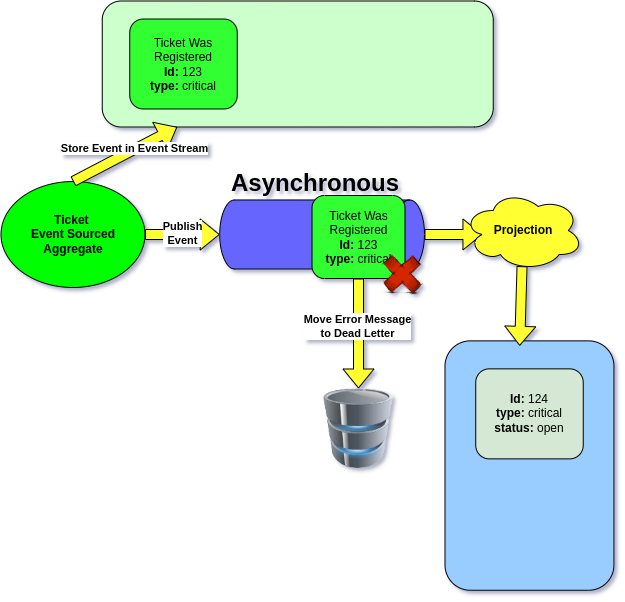 Ticket Was
Registered
Id: 123
type: critical
Store Event in Event Stream
Asynchronous
Ticket
Event Sourced
Aggregate
Publish
Event
Ticket Was
Registered
Id: 123
type: critical
Projection
Move Error Message
to Dead Letter
Id: 124
type: critical
status: open